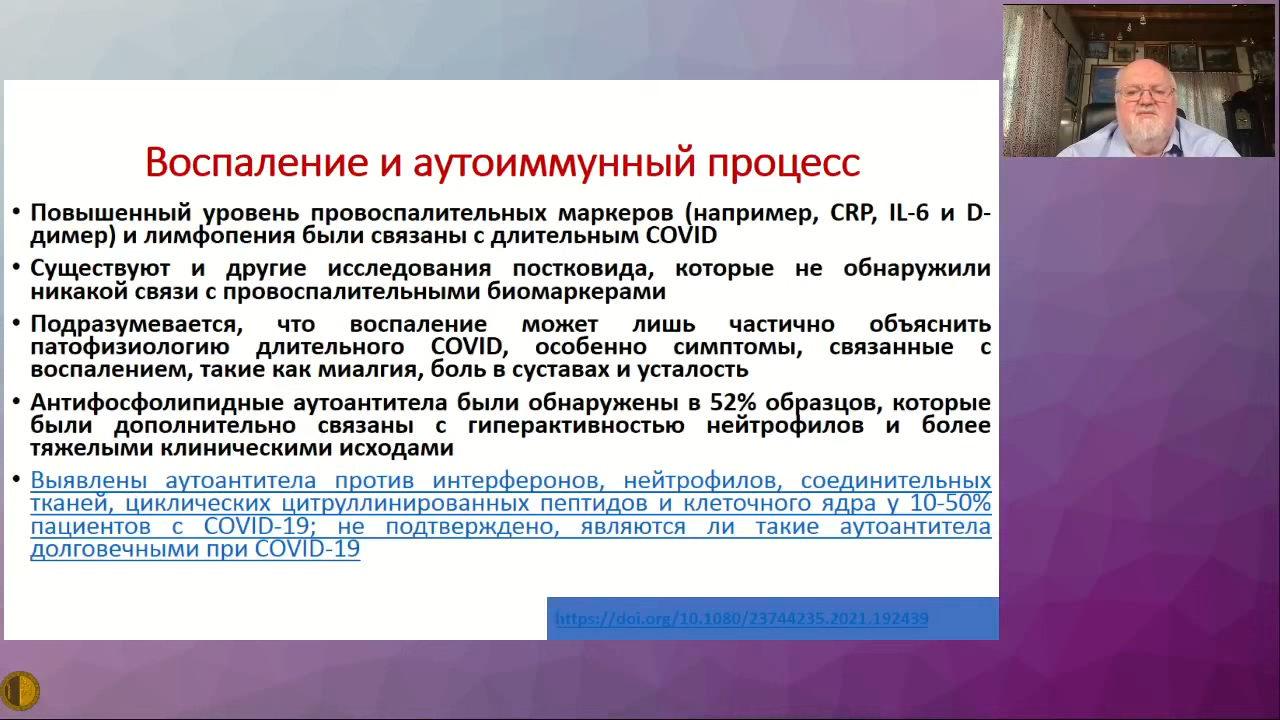 Воспаление и аутоиммунный процесс
• Повышенный уровень провоспалительных маркеров (например, CRP, IL-6 и D-
димер) и лимфопения были связаны с длительным COVID
• Существуют и другие исследования постковида, которые не обнаружили
никакой связи с провоспалительными биомаркерами
• Подразумевается, что воспаление может лишь частично объяснить
патофизиологию длительного COVID, особенно симптомы, связанные с
воспалением, такие как миалгия, боль в суставах и усталость
• Антифосфолипидные аутоантитела были обнаружены в 52% образцов, которые
были дополнительно связаны с гиперактивностью нейтрофилов и более
тяжелыми клиническими исходами
• Выявлены аутоантитела против интерферонов, нейтрофилов, соединительных
тканей, циклических цитруллинированных пептидов и клеточного ядра у 10-50%
пациентов с COVID-19; не подтверждено, являются ли такие аутоантитела
долговечными при COVID-19
https://doi.org/10.1080/23744235.2021.192439